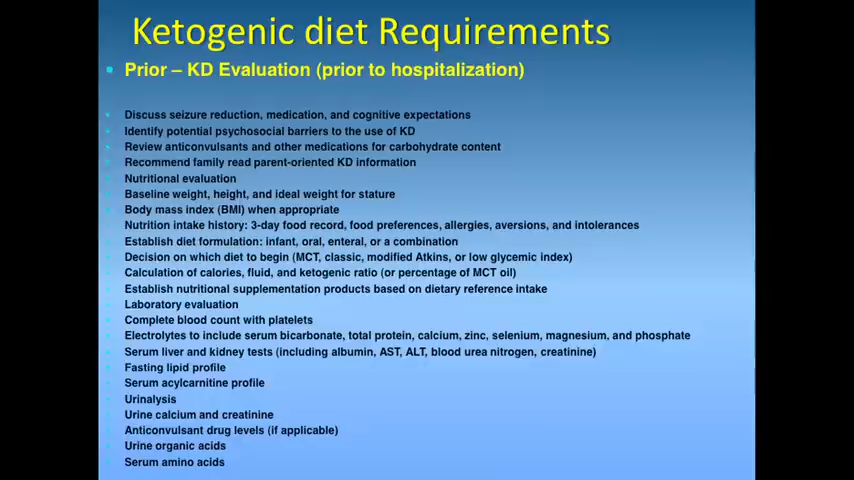 Ketogenic diet Requirements
Prior – KD Evaluation (prior to hospitalization)
Discuss seizure reduction, medication, and cognitive expectations
Identify potential psychosocial barriers to the use of KD
Review anticonvulsants and other medications for carbohydrate content
Recommend family read parent-oriented KD information
Nutritional evaluation
Baseline weight, height, and ideal weight for stature
Body mass index (BMI) when appropriate
Nutrition intake history: 3-day food record, food preferences, allergies, aversions, and intolerances
Establish diet formulation: infant, oral, enteral, or a combination
Decision on which diet to begin (MCT, classic, modified Atkins, or low glycemic index)
Calculation of calories, fluid, and ketogenic ratio (or percentage of MCT oil)
Establish nutritional supplementation products based on dietary reference intake
Laboratory evaluation
Complete blood count with platelets
Electrolytes to include serum bicarbonate, total protein, calcium, zinc, selenium, magnesium, and phosphate
Serum liver and kidney tests (including albumin, AST, ALT, blood urea nitrogen, creatinine)
Fasting lipid profile
Serum acylcarnitine profile
Urinalysis
Urine calcium and creatinine
Anticonvulsant drug levels (if applicable)
Urine organic acids
Serum amino acids